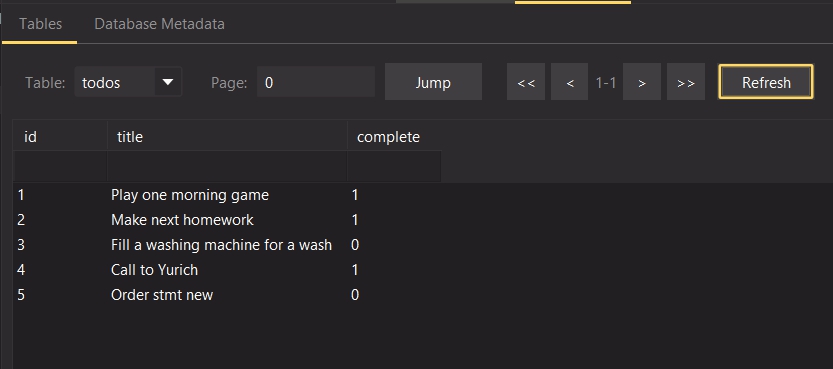 Tables Database Metadata
Table: todos Page: 0 Jump << < 1-1 > >> Refresh
id title complete
1 Play one morning game 1
2 Make next homework 1
3 Fill a washing machine for a wash 0
4 Call to Yurich 1
5 Order stmt new 0